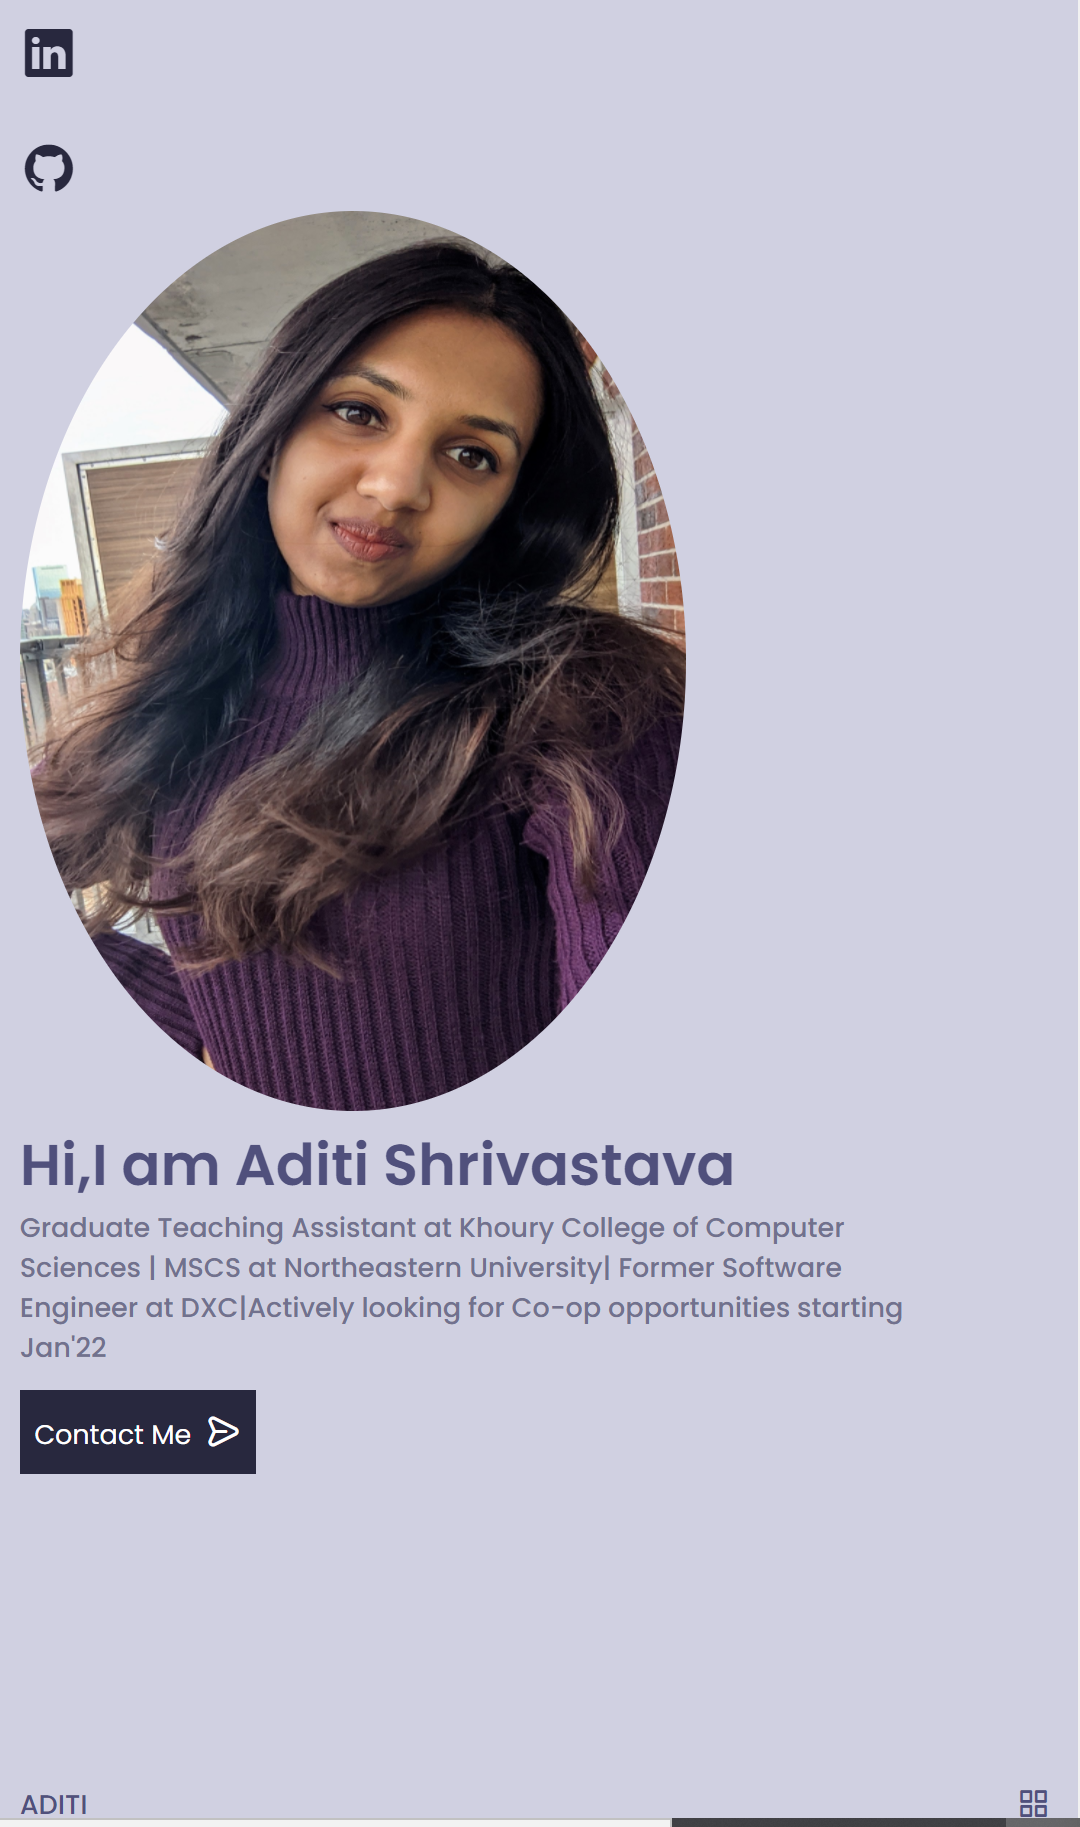 in
Hi,I am Aditi Shrivastava
Graduate Teaching Assistant at Khoury College of Computer
Sciences | MSCS at Northeastern University| Former Software
Engineer at DXC|Actively looking for Co-op opportunities starting
Jan'22
Contact Me
ADITI